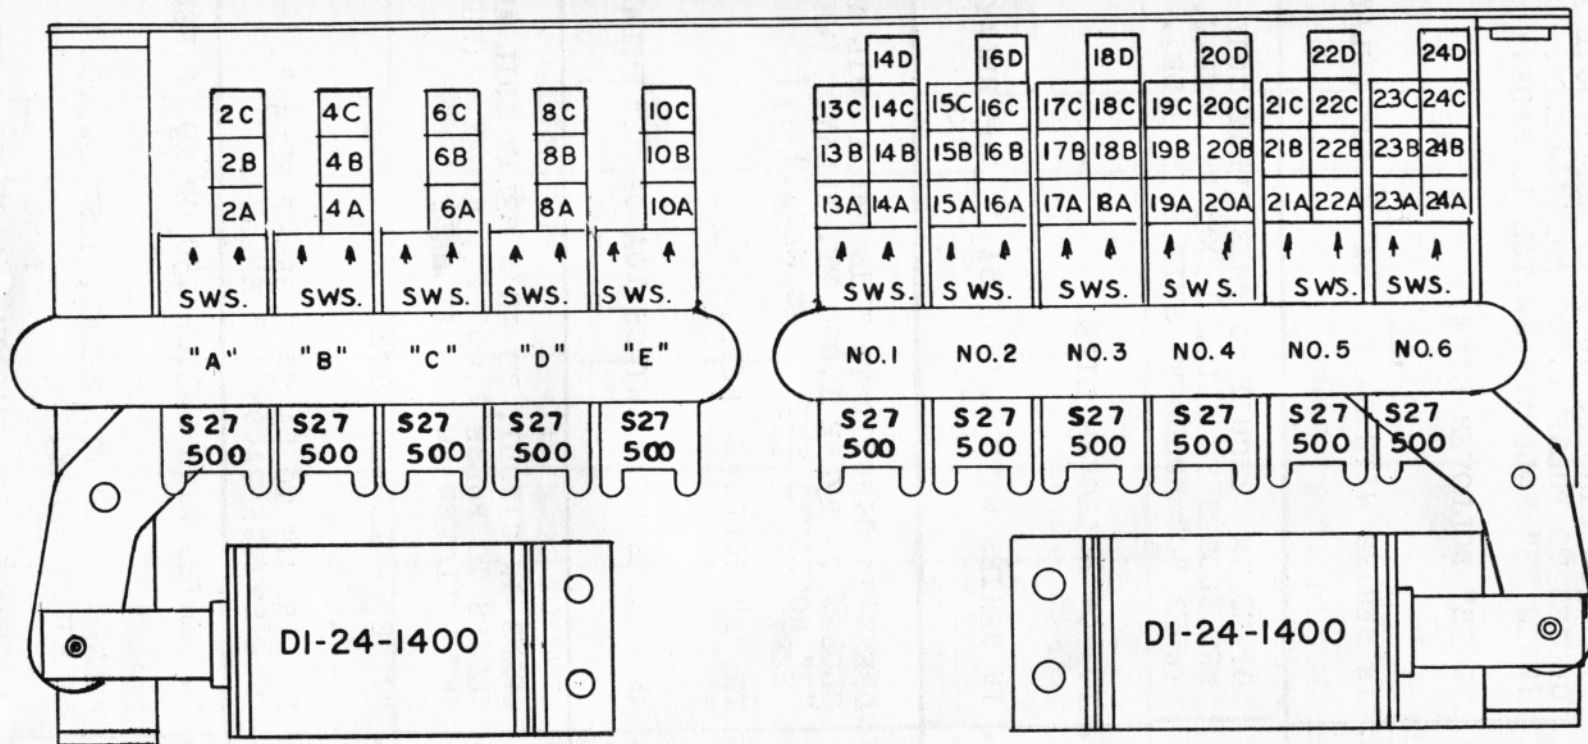 14D 16D 18D 20D 22D 24D
2C 4C 6C 8C 10C 13C 14C 15C 16C 17C 18C 19C 20C 21C 22C 23C 24C
2B 4B 6B 8B 10B 13B 14B 15B 16B 17B 18B 19B 20B 21B 22B 23B 24B
2A 4A 6A 8A 10A 13A 14A 15A 16A 17A 18A 19A 20A 21A 22A 23A 24A
SWS. SWS. SWS. SWS. SWS. SWS. SWS. SWS. SWS. SWS. SWS.
"A" "B" "C" "D" "E" NO.1 NO.2 NO.3 NO.4 NO.5 NO.6
S27 S27 S27 S27 S27 S27 S27 S27 S27 S27 S27
500 500 500 500 500 500 500 500 500 500 500
D1-24-1400 D1-24-1400